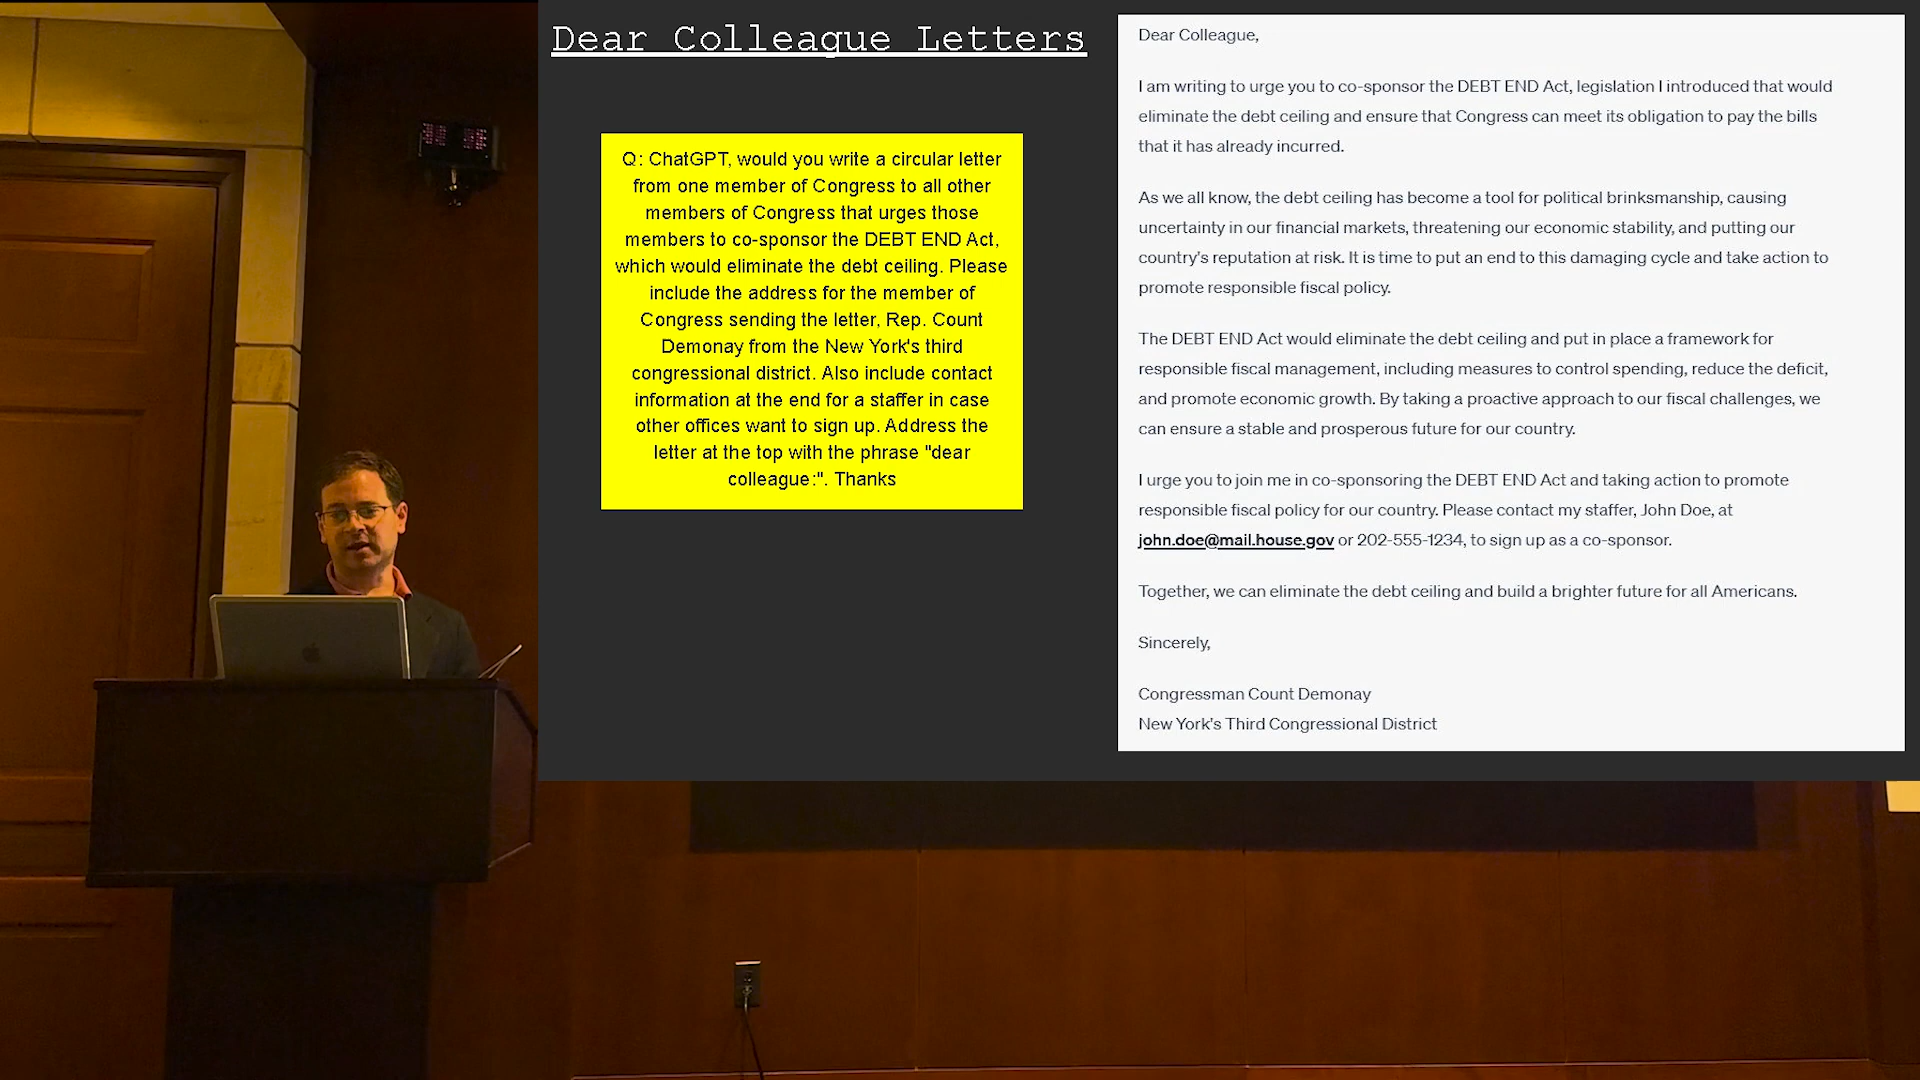 Dear Colleague Letters
Q: ChatGPT, would you write a circular letter
from one member of Congress to all other
members of Congress that urges those
members to co-sponsor the DEBT END Act,
which would eliminate the debt ceiling. Please
include the address for the member of
Congress sending the letter, Rep. Count
Demonay from the New York's third
congressional district. Also include contact
information at the end for a staffer in case
other offices want to sign up. Address the
letter at the top with the phrase "dear
colleague:". Thanks
Dear Colleague,
I am writing to urge you to co-sponsor the DEBT END Act, legislation I introduced that would
eliminate the debt ceiling and ensure that Congress can meet its obligation to pay the bills
that it has already incurred.
As we all know, the debt ceiling has become a tool for political brinksmanship, causing
uncertainty in our financial markets, threatening our economic stability, and putting our
country's reputation at risk. It is time to put an end to this damaging cycle and take action to
promote responsible fiscal policy.
The DEBT END Act would eliminate the debt ceiling and put in place a framework for
responsible fiscal management, including measures to control spending, reduce the deficit,
and promote economic growth. By taking a proactive approach to our fiscal challenges, we
can ensure a stable and prosperous future for our country.
I urge you to join me in co-sponsoring the DEBT END Act and taking action to promote
responsible fiscal policy for our country. Please contact my staffer, John Doe, at
john.doe@mail.house.gov or 202-555-1234, to sign up as a co-sponsor.
Together, we can eliminate the debt ceiling and build a brighter future for all Americans.
Sincerely,
Congressman Count Demonay
New York's Third Congressional District